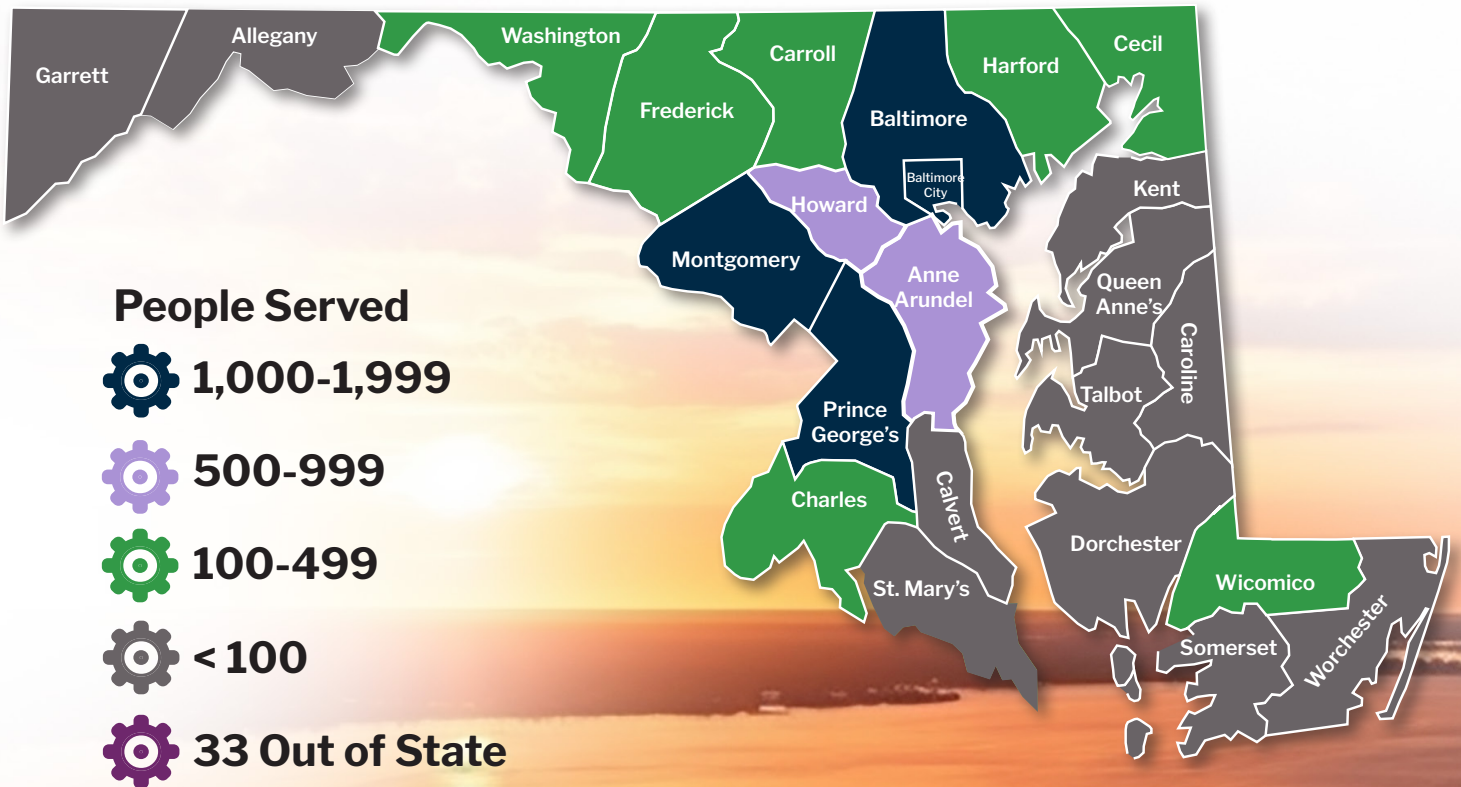 Garrett
Allegany
Washington
Frederick
Carroll
Baltimore
Baltimore
City
Harford
Cecil
Howard
Montgomery
Anne
Arundel
Kent
Queen
Anne's
Caroline
Talbot
Prince
George's
Charles
Calvert
St. Mary's
Dorchester
Wicomico
Somerset
Worchester
People Served
1,000-1,999
500-999
100-499
< 100
33 Out of State